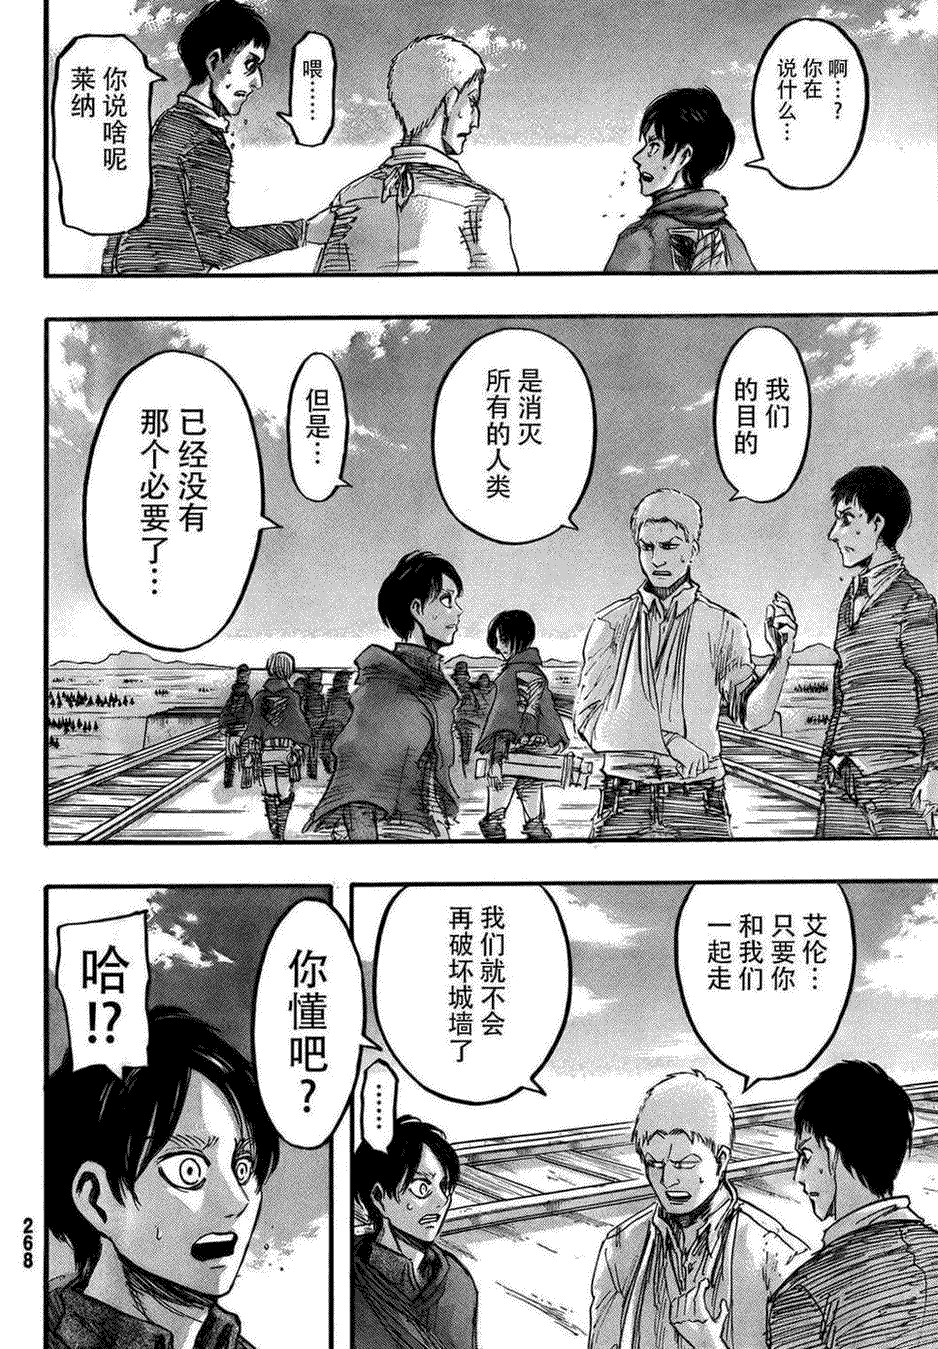 啊…?
你在
说什么…
喂……
你说啥呢
莱纳
我们
的目的
是消灭
所有的人类
但是…
已经没有
那个必要了…
艾伦…
只要你
和我们
一起走
我们就不会
再破坏城墙了
……
你懂吧?
哈!?
268